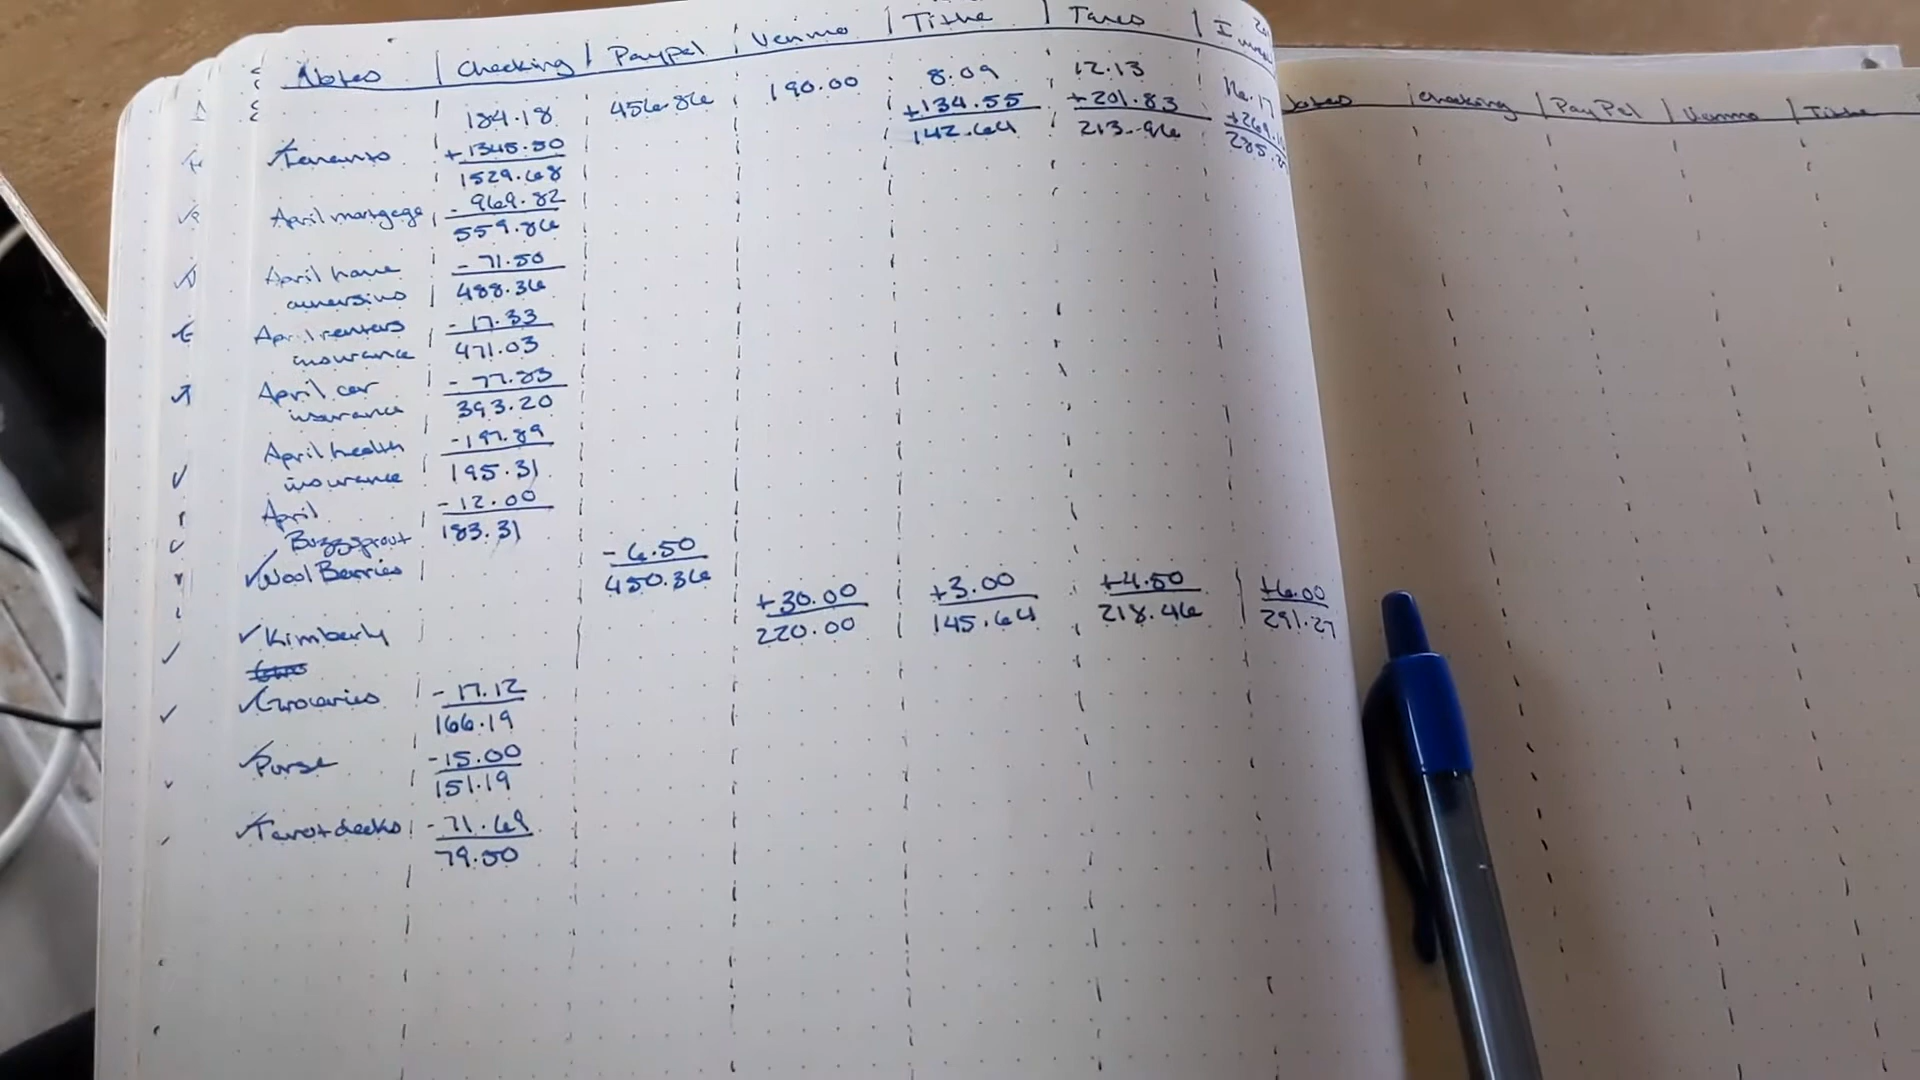 Notes | Checking | PayPal | Venmo | Tithe | Taxes |
184.18 456.86 190.00 8.09 12.13 16.17
✓Tenants +1345.50 +134.55 +201.83
1529.68 142.64 213.96
April mortgage - 969.82
559.86
April home - 71.50
488.36
April renters - 17.33
insurance 471.03
April car - 77.83
insurance 393.20
April health -197.89
insurance 195.31
April -12.00
Buzzsprout 183.31
✓Wool Berries - 6.50
450.36
✓Kimberly +30.00 +3.00 +4.50 +6.00
220.00 145.64 218.46 291.27
✓Groceries - 17.12
166.19
✓Purse -15.00
151.19
✓Tarot decks -71.69
79.50
Notes | Checking | PayPal | Venmo | Tithe